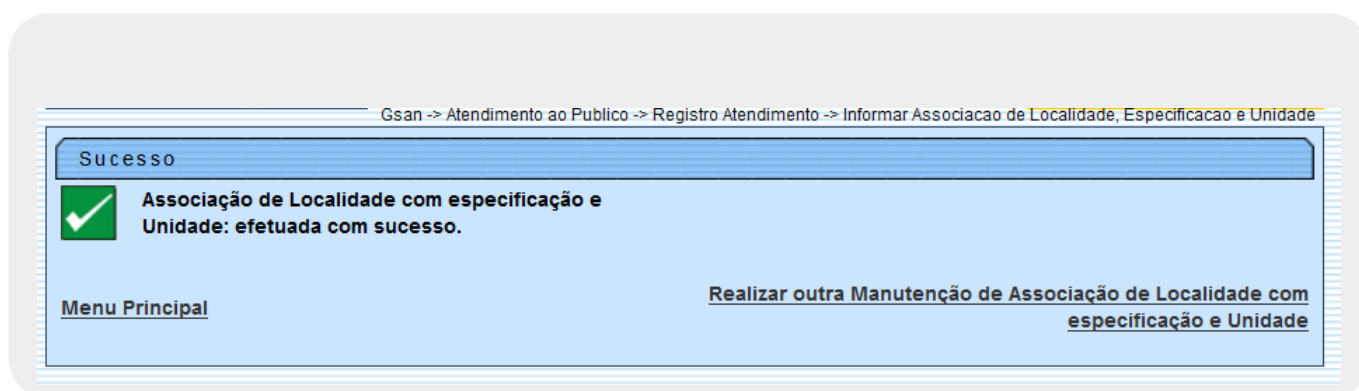 Gsan -> Atendimento ao Publico -> Registro Atendimento -> Informar Associacao de Localidade, Especificacao e Unidade
Sucesso
Associação de Localidade com especificação e
Unidade: efetuada com sucesso.
Menu Principal
Realizar outra Manutenção de Associação de Localidade com
especificação e Unidade